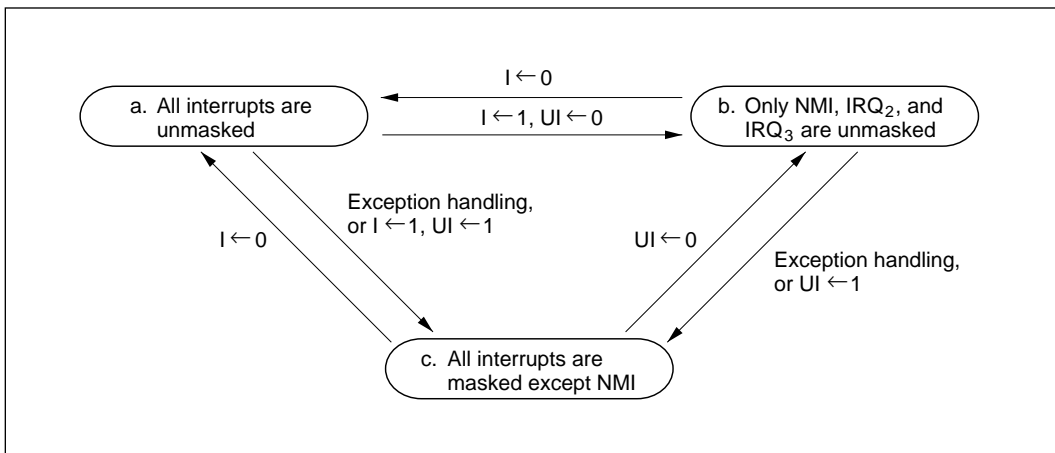 I ← 0
a. All interrupts are
unmasked
I ← 1, UI ← 0
b. Only NMI, IRQ₂, and
IRQ₃ are unmasked
Exception handling,
or I ← 1, UI ← 1
I ← 0
UI ← 0
Exception handling,
or UI ← 1
c. All interrupts are
masked except NMI